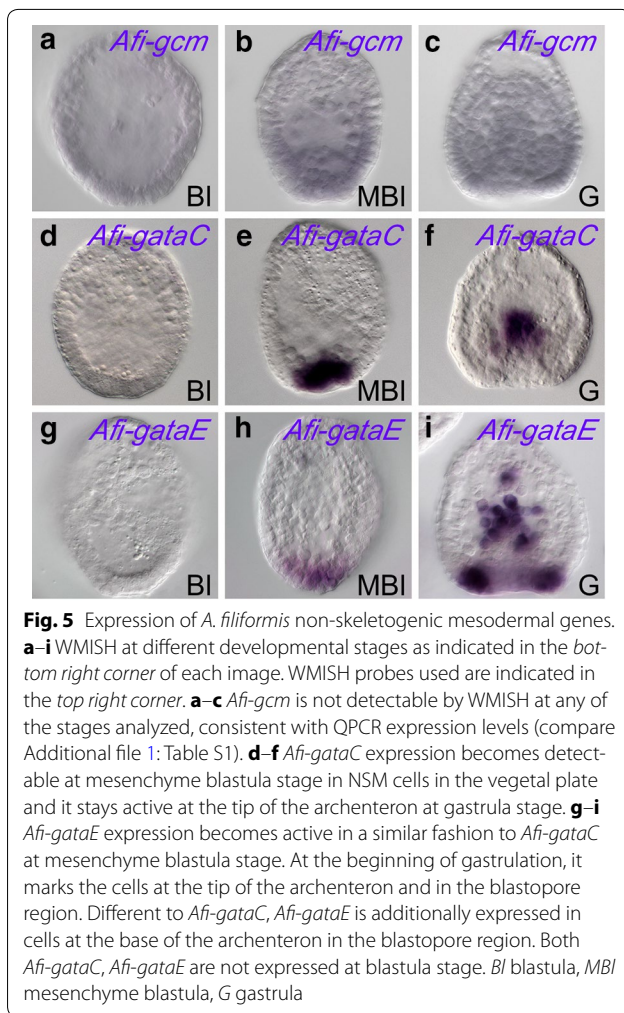 a Afi-gcm Bl
b Afi-gcm MBl
c Afi-gcm G
d Afi-gataC Bl
e Afi-gataC MBl
f Afi-gataC G
g Afi-gataE Bl
h Afi-gataE MBl
i Afi-gataE G
Fig. 5 Expression of A. filiformis non-skeletogenic mesodermal genes.
a–i WMISH at different developmental stages as indicated in the bot-
tom right corner of each image. WMISH probes used are indicated in
the top right corner. a–c Afi-gcm is not detectable by WMISH at any of
the stages analyzed, consistent with QPCR expression levels (compare
Additional file 1: Table S1). d–f Afi-gataC expression becomes detect-
able at mesenchyme blastula stage in NSM cells in the vegetal plate
and it stays active at the tip of the archenteron at gastrula stage. g–i
Afi-gataE expression becomes active in a similar fashion to Afi-gataC
at mesenchyme blastula stage. At the beginning of gastrulation, it
marks the cells at the tip of the archenteron and in the blastopore
region. Different to Afi-gataC, Afi-gataE is additionally expressed in
cells at the base of the archenteron in the blastopore region. Both
Afi-gataC, Afi-gataE are not expressed at blastula stage. Bl blastula, MBl
mesenchyme blastula, G gastrula